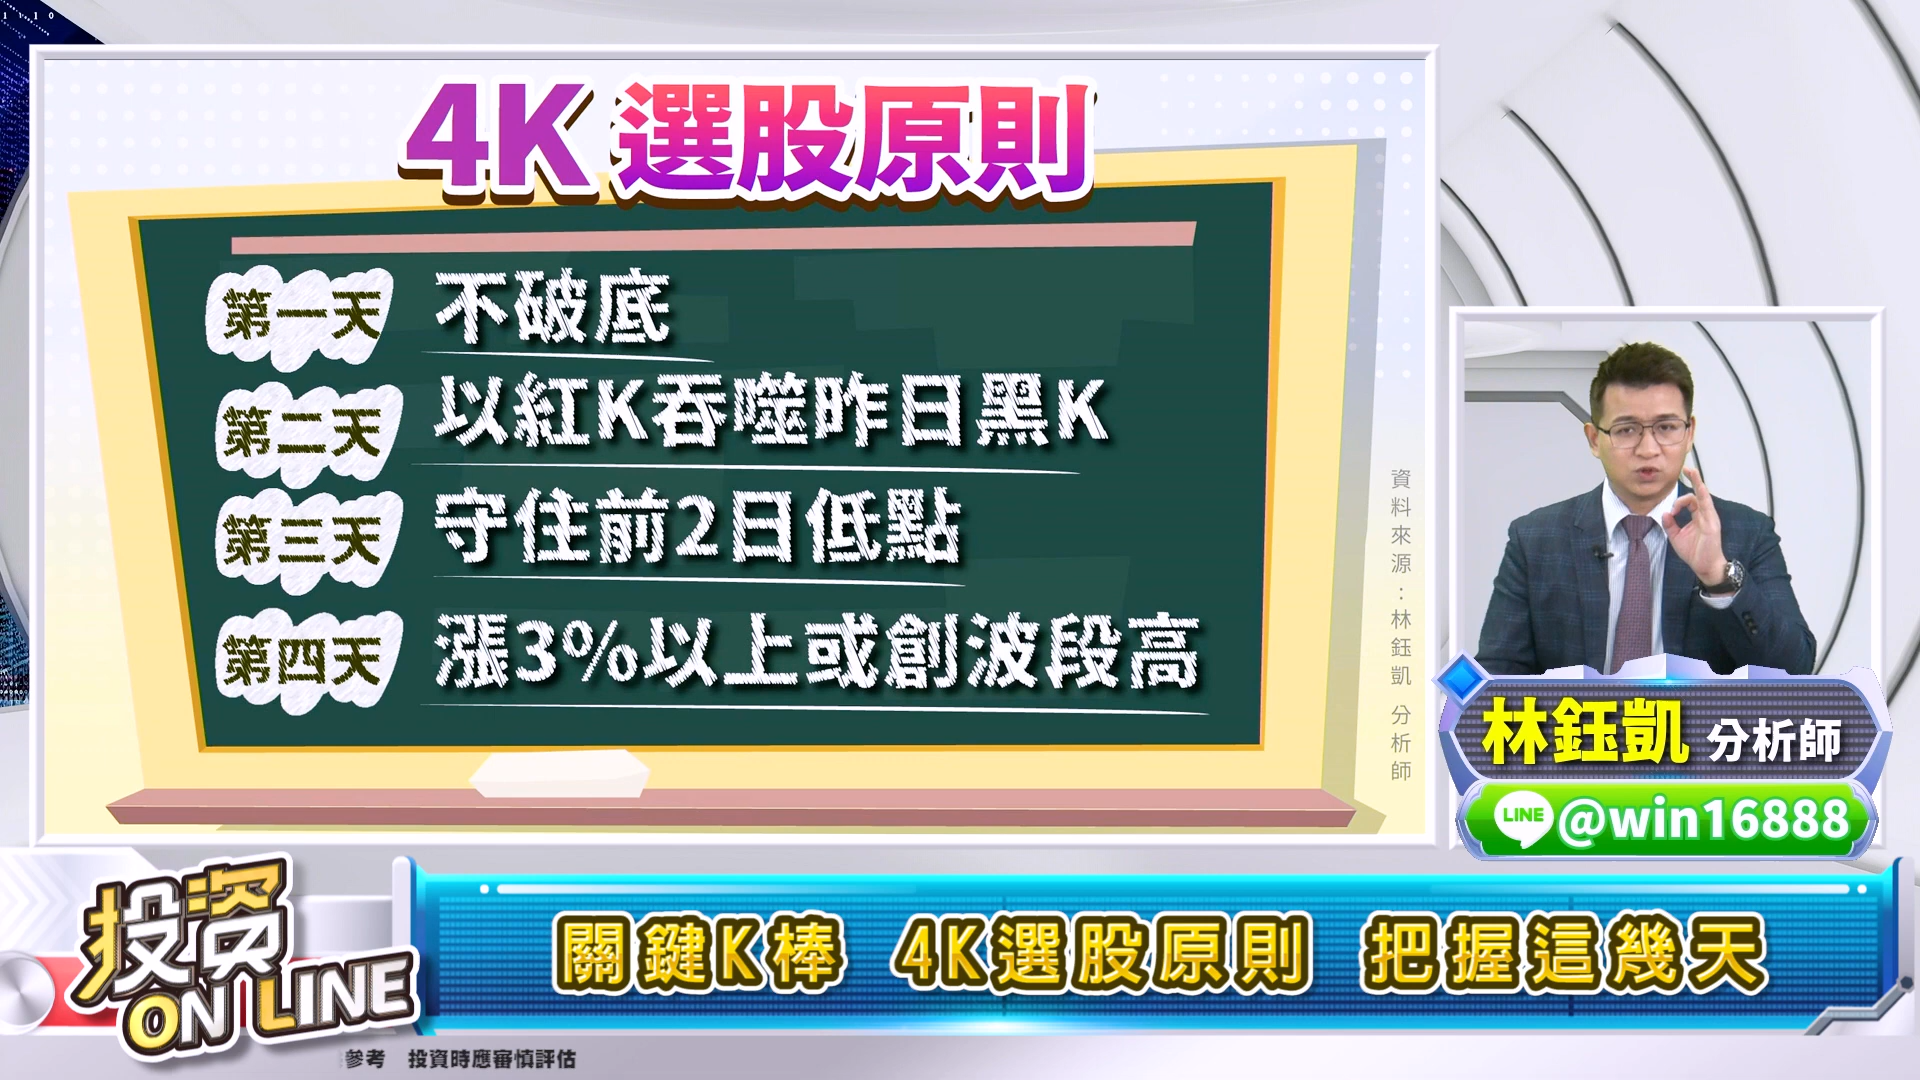 1110
4K 選股原則
第一天 不破底
第二天 以紅K吞噬昨日黑K
第三天 守住前2日低點
第四天 漲3%以上或創波段高
資料來源：林鈺凱 分析師
林鈺凱 分析師
LINE @win16888
投資
ON LINE
關鍵K棒 4K選股原則 把握這幾天
參考 投資時應審慎評估